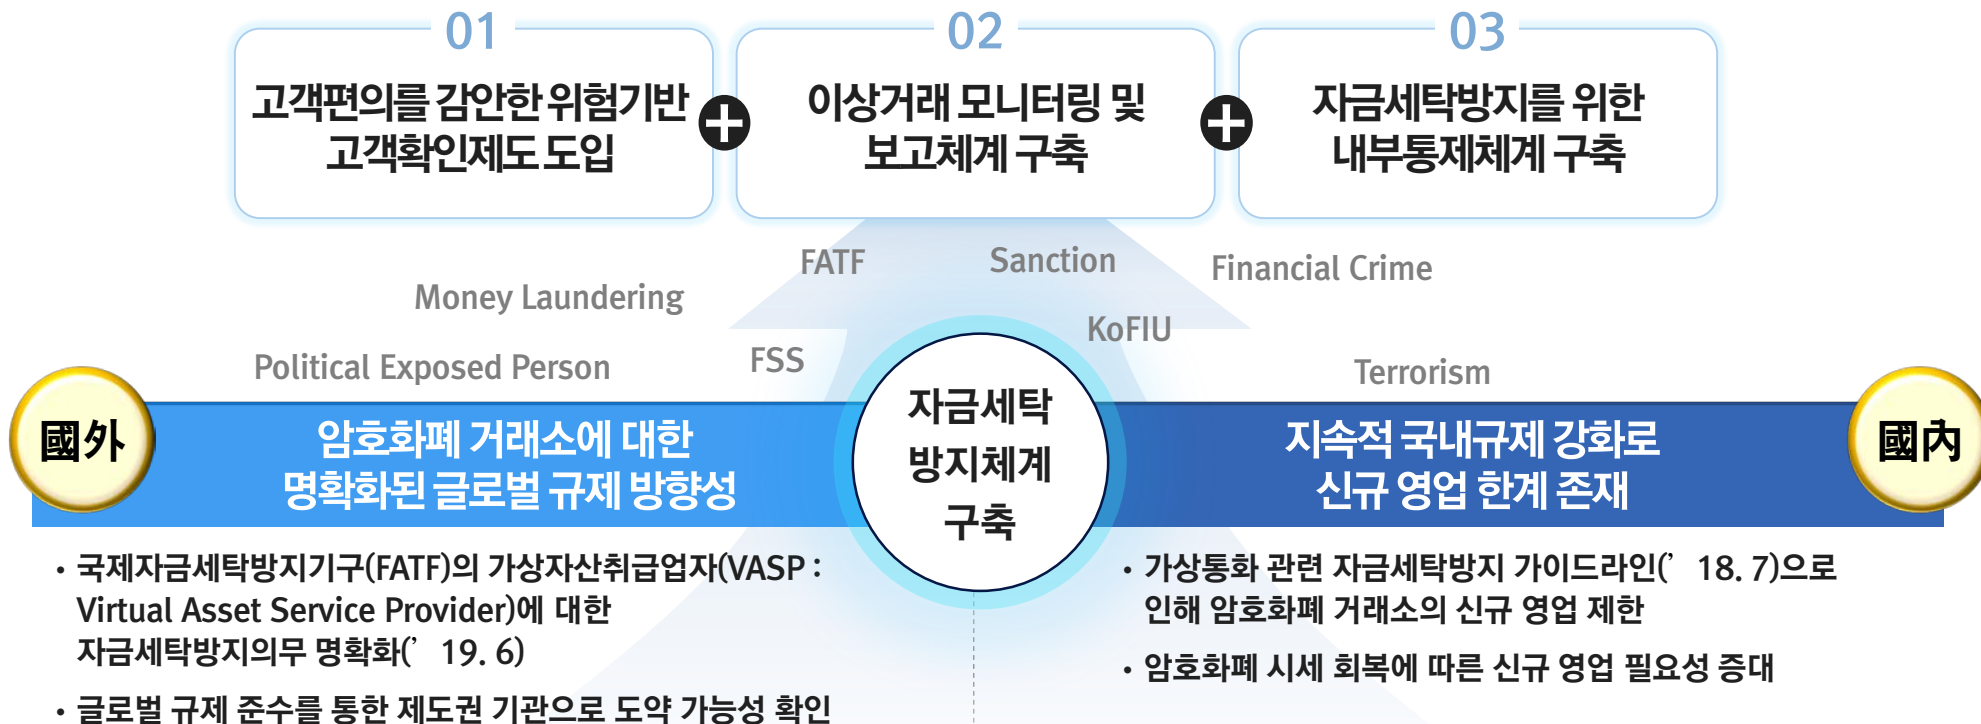 01
고객편의를 감안한 위험기반
고객확인제도 도입
02
이상거래 모니터링 및
보고체계 구축
03
자금세탁방지를 위한
내부통제체계 구축
FATF
Sanction
Financial Crime
Money Laundering
KoFIU
Political Exposed Person
FSS
Terrorism
國外
암호화폐 거래소에 대한
명확화된 글로벌 규제 방향성
자금세탁
방지체계
구축
지속적 국내규제 강화로
신규 영업 한계 존재
國內
• 국제자금세탁방지기구(FATF)의 가상자산취급업자(VASP :
Virtual Asset Service Provider)에 대한
자금세탁방지의무 명확화(’ 19. 6)
• 글로벌 규제 준수를 통한 제도권 기관으로 도약 가능성 확인
• 가상통화 관련 자금세탁방지 가이드라인(’ 18. 7)으로
인해 암호화폐 거래소의 신규 영업 제한
• 암호화폐 시세 회복에 따른 신규 영업 필요성 증대